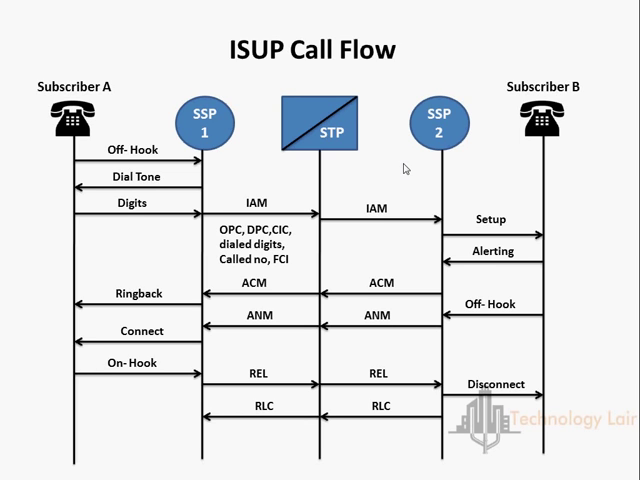 ISUP Call Flow
Subscriber A
Subscriber B
SSP
1
STP
SSP
2
Off- Hook
Dial Tone
Digits
IAM
IAM
OPC, DPC,CIC,
dialed digits,
Called no, FCI
Setup
Alerting
ACM
ACM
Ringback
Off- Hook
ANM
ANM
Connect
On- Hook
REL
REL
Disconnect
RLC
RLC
Technology Lair